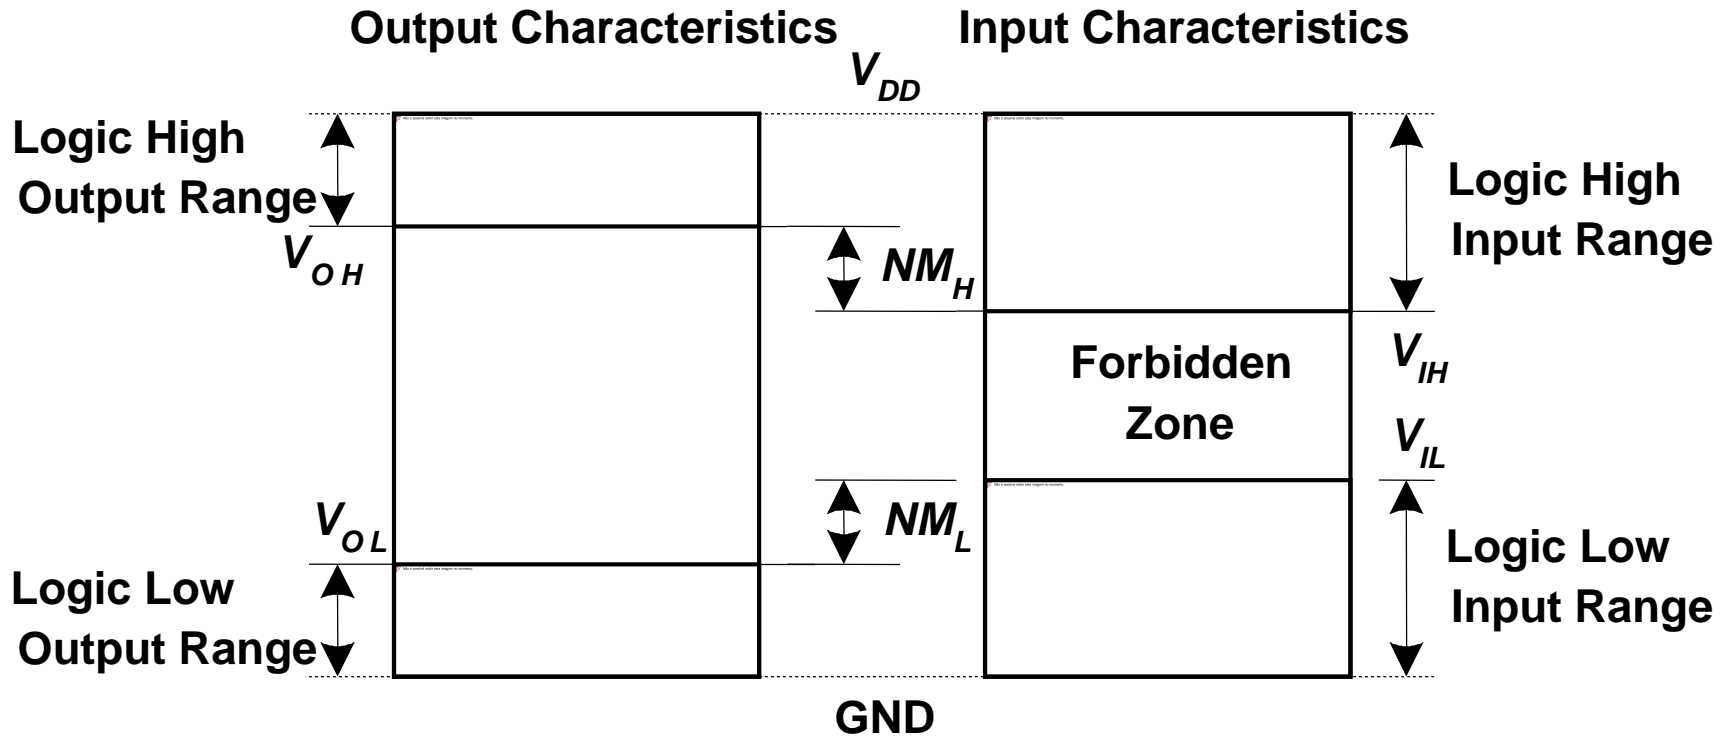 Output Characteristics
Input Characteristics
V_DD
Logic High
Output Range
Logic High
Input Range
V_OH
NM_H
Forbidden
Zone
V_IH
V_IL
V_OL
NM_L
Logic Low
Output Range
Logic Low
Input Range
GND